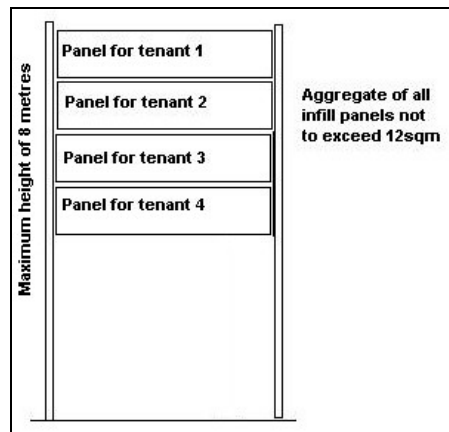 Panel for tenant 1
Panel for tenant 2
Panel for tenant 3
Panel for tenant 4
Maximum height of 8 metres
Aggregate of all
infill panels not
to exceed 12sqm